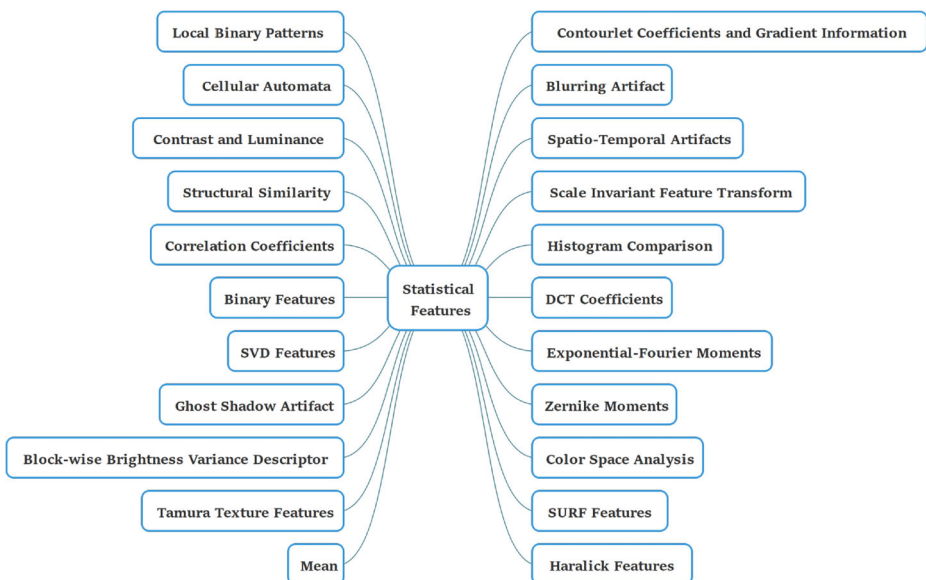 Local Binary Patterns
Cellular Automata
Contrast and Luminance
Structural Similarity
Correlation Coefficients
Binary Features
SVD Features
Ghost Shadow Artifact
Block-wise Brightness Variance Descriptor
Tamura Texture Features
Mean
Statistical
Features
Contourlet Coefficients and Gradient Information
Blurring Artifact
Spatio-Temporal Artifacts
Scale Invariant Feature Transform
Histogram Comparison
DCT Coefficients
Exponential-Fourier Moments
Zernike Moments
Color Space Analysis
SURF Features
Haralick Features